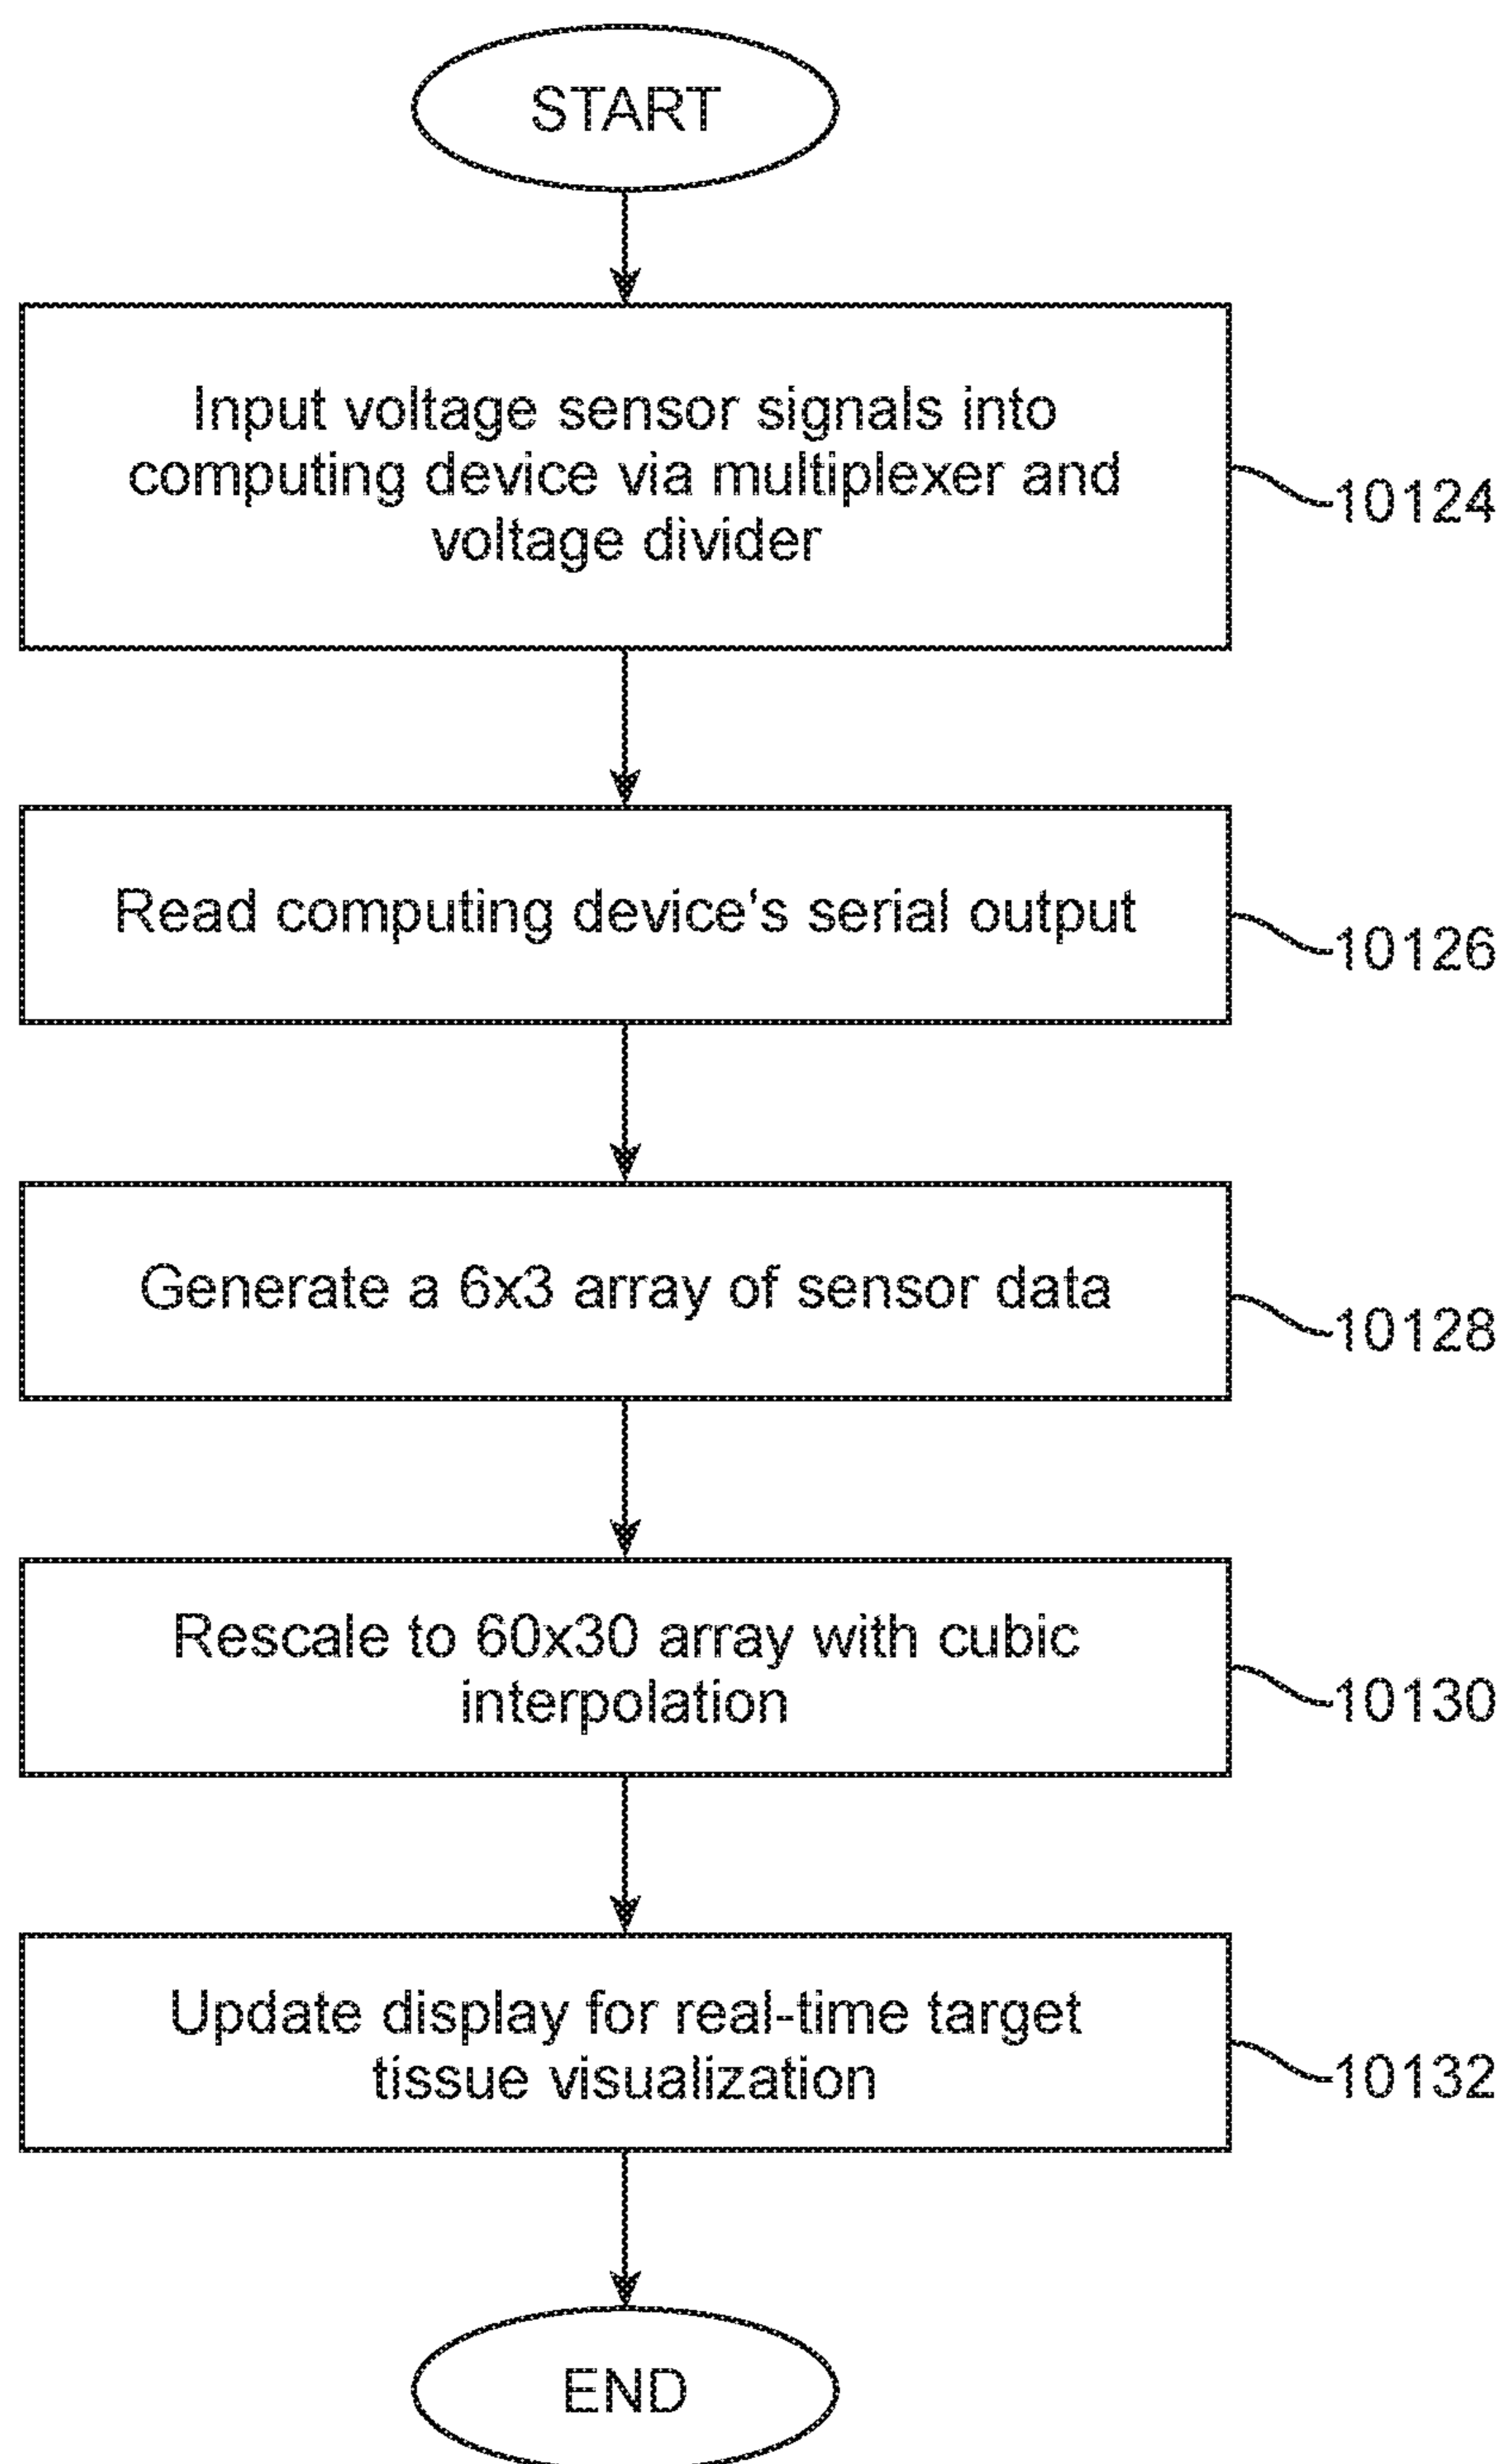 START
Input voltage sensor signals into
computing device via multiplexer and
voltage divider
10124
Read computing device's serial output
10126
Generate a 6x3 array of sensor data
10128
Rescale to 60x30 array with cubic
interpolation
10130
Update display for real-time target
tissue visualization
10132
END